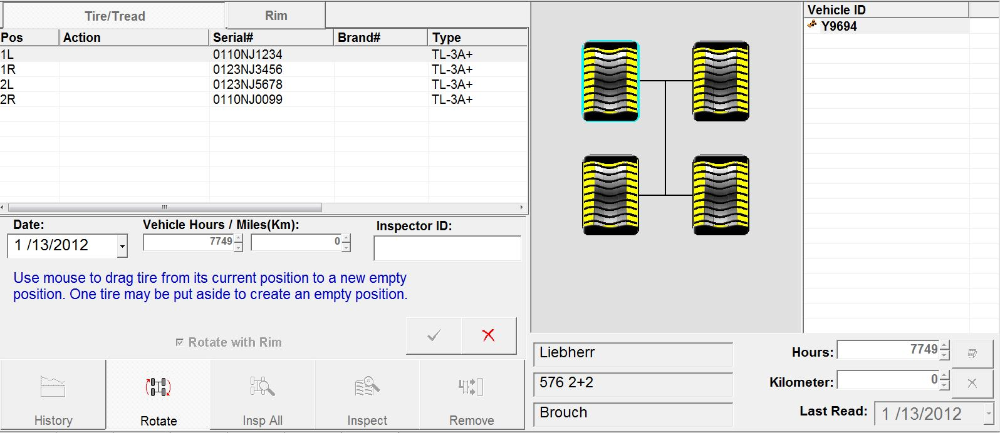 Tire/Tread Rim
Pos Action Serial# Brand# Type
1L 0110NJ1234 TL-3A+
1R 0123NJ3456 TL-3A+
2L 0123NJ5678 TL-3A+
2R 0110NJ0099 TL-3A+
Date: Vehicle Hours / Miles(Km): Inspector ID:
1 /13/2012 7749 0
Use mouse to drag tire from its current position to a new empty
position. One tire may be put aside to create an empty position.
Rotate with Rim
History Rotate Insp All Inspect Remove
Vehicle ID
Y9694
Liebherr
576 2+2
Brouch
Hours: 7749
Kilometer: 0
Last Read: 1 /13/2012